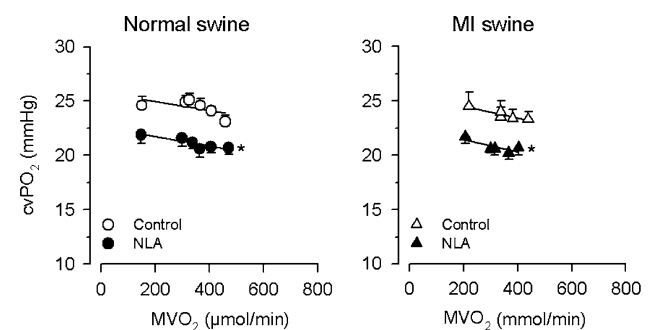 Normal swine
MI swine
cvPO₂ (mmHg)
30
25
20
15
10
*
Control
NLA
0 200 400 600 800
MVO₂ (µmol/min)
30
25
20
15
10
*
Control
NLA
0 200 400 600 800
MVO₂ (mmol/min)